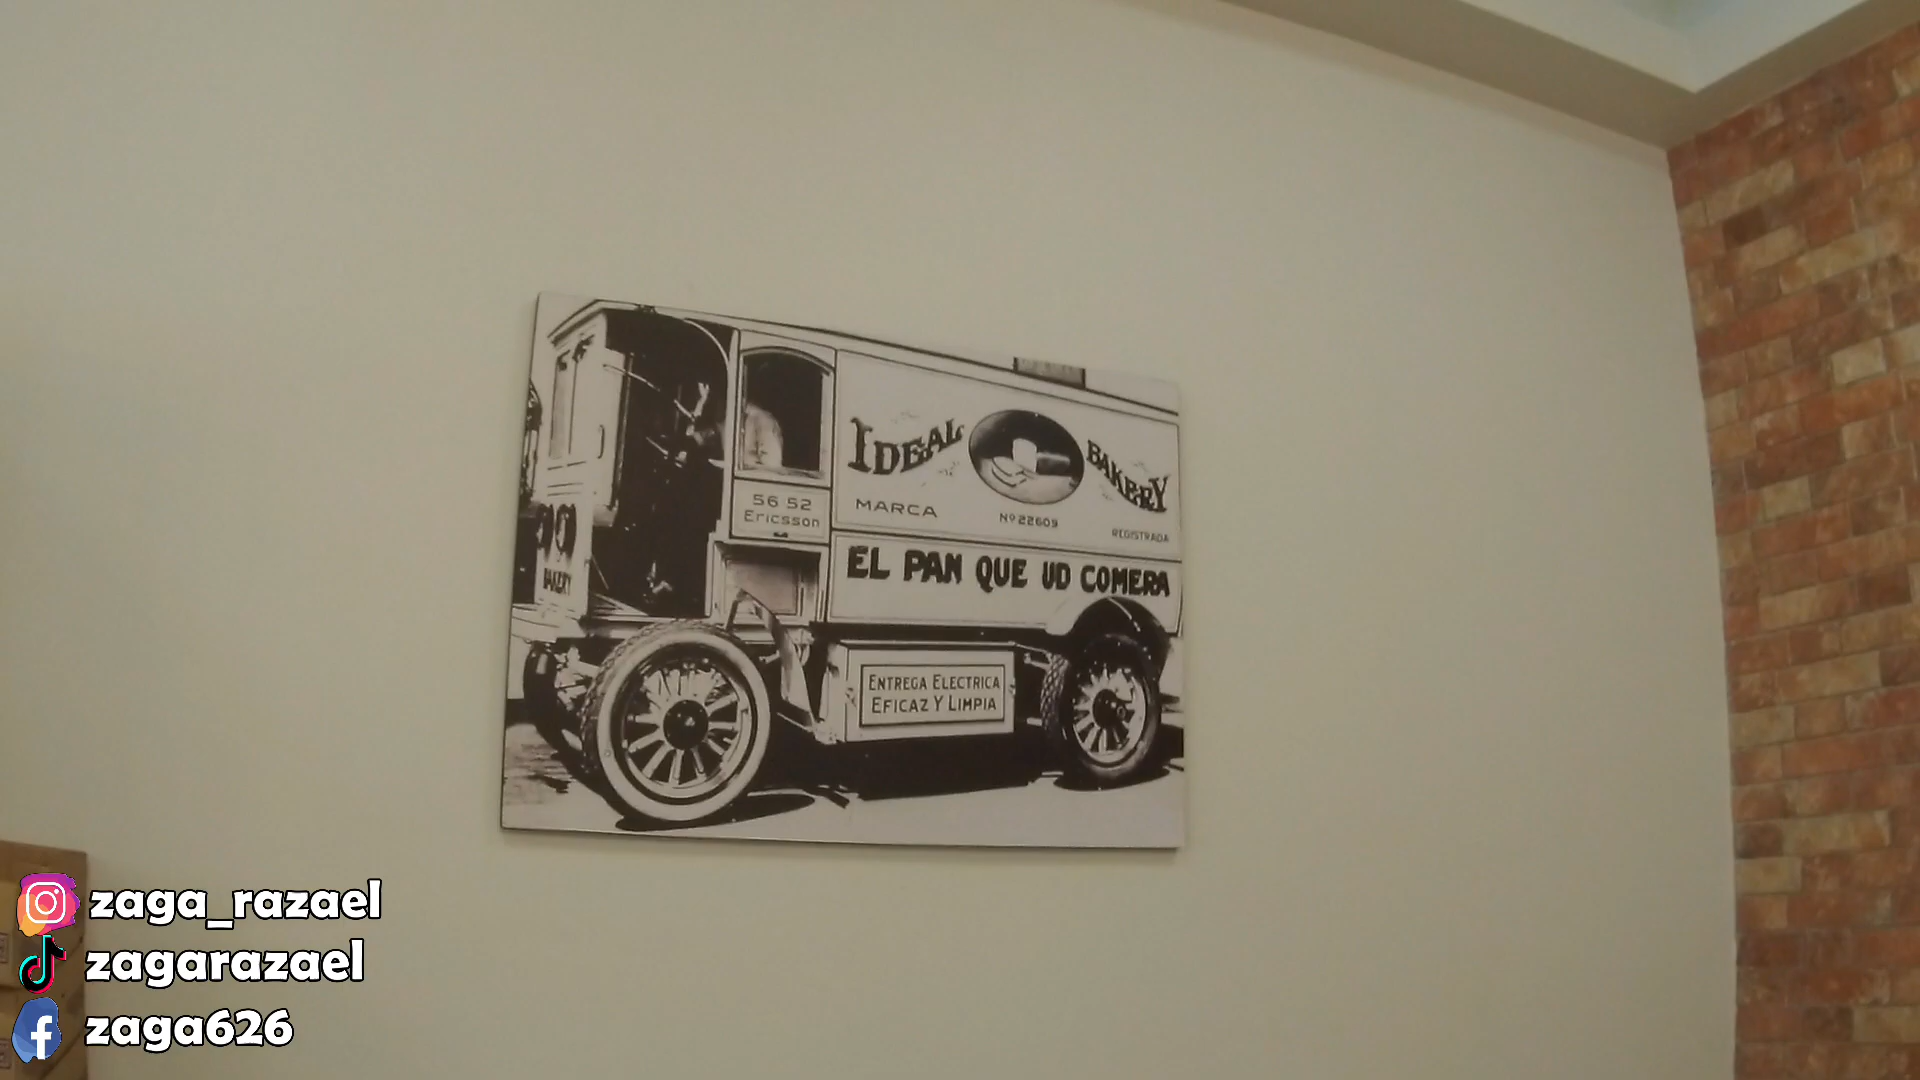 IDEAL BAKERY
MARCA Nº 22609 REGISTRADA
56 52
Ericsson
EL PAN QUE UD COMERA
BAKERY
ENTREGA ELECTRICA
EFICAZ Y LIMPIA
zaga_razael
zagarazael
zaga626